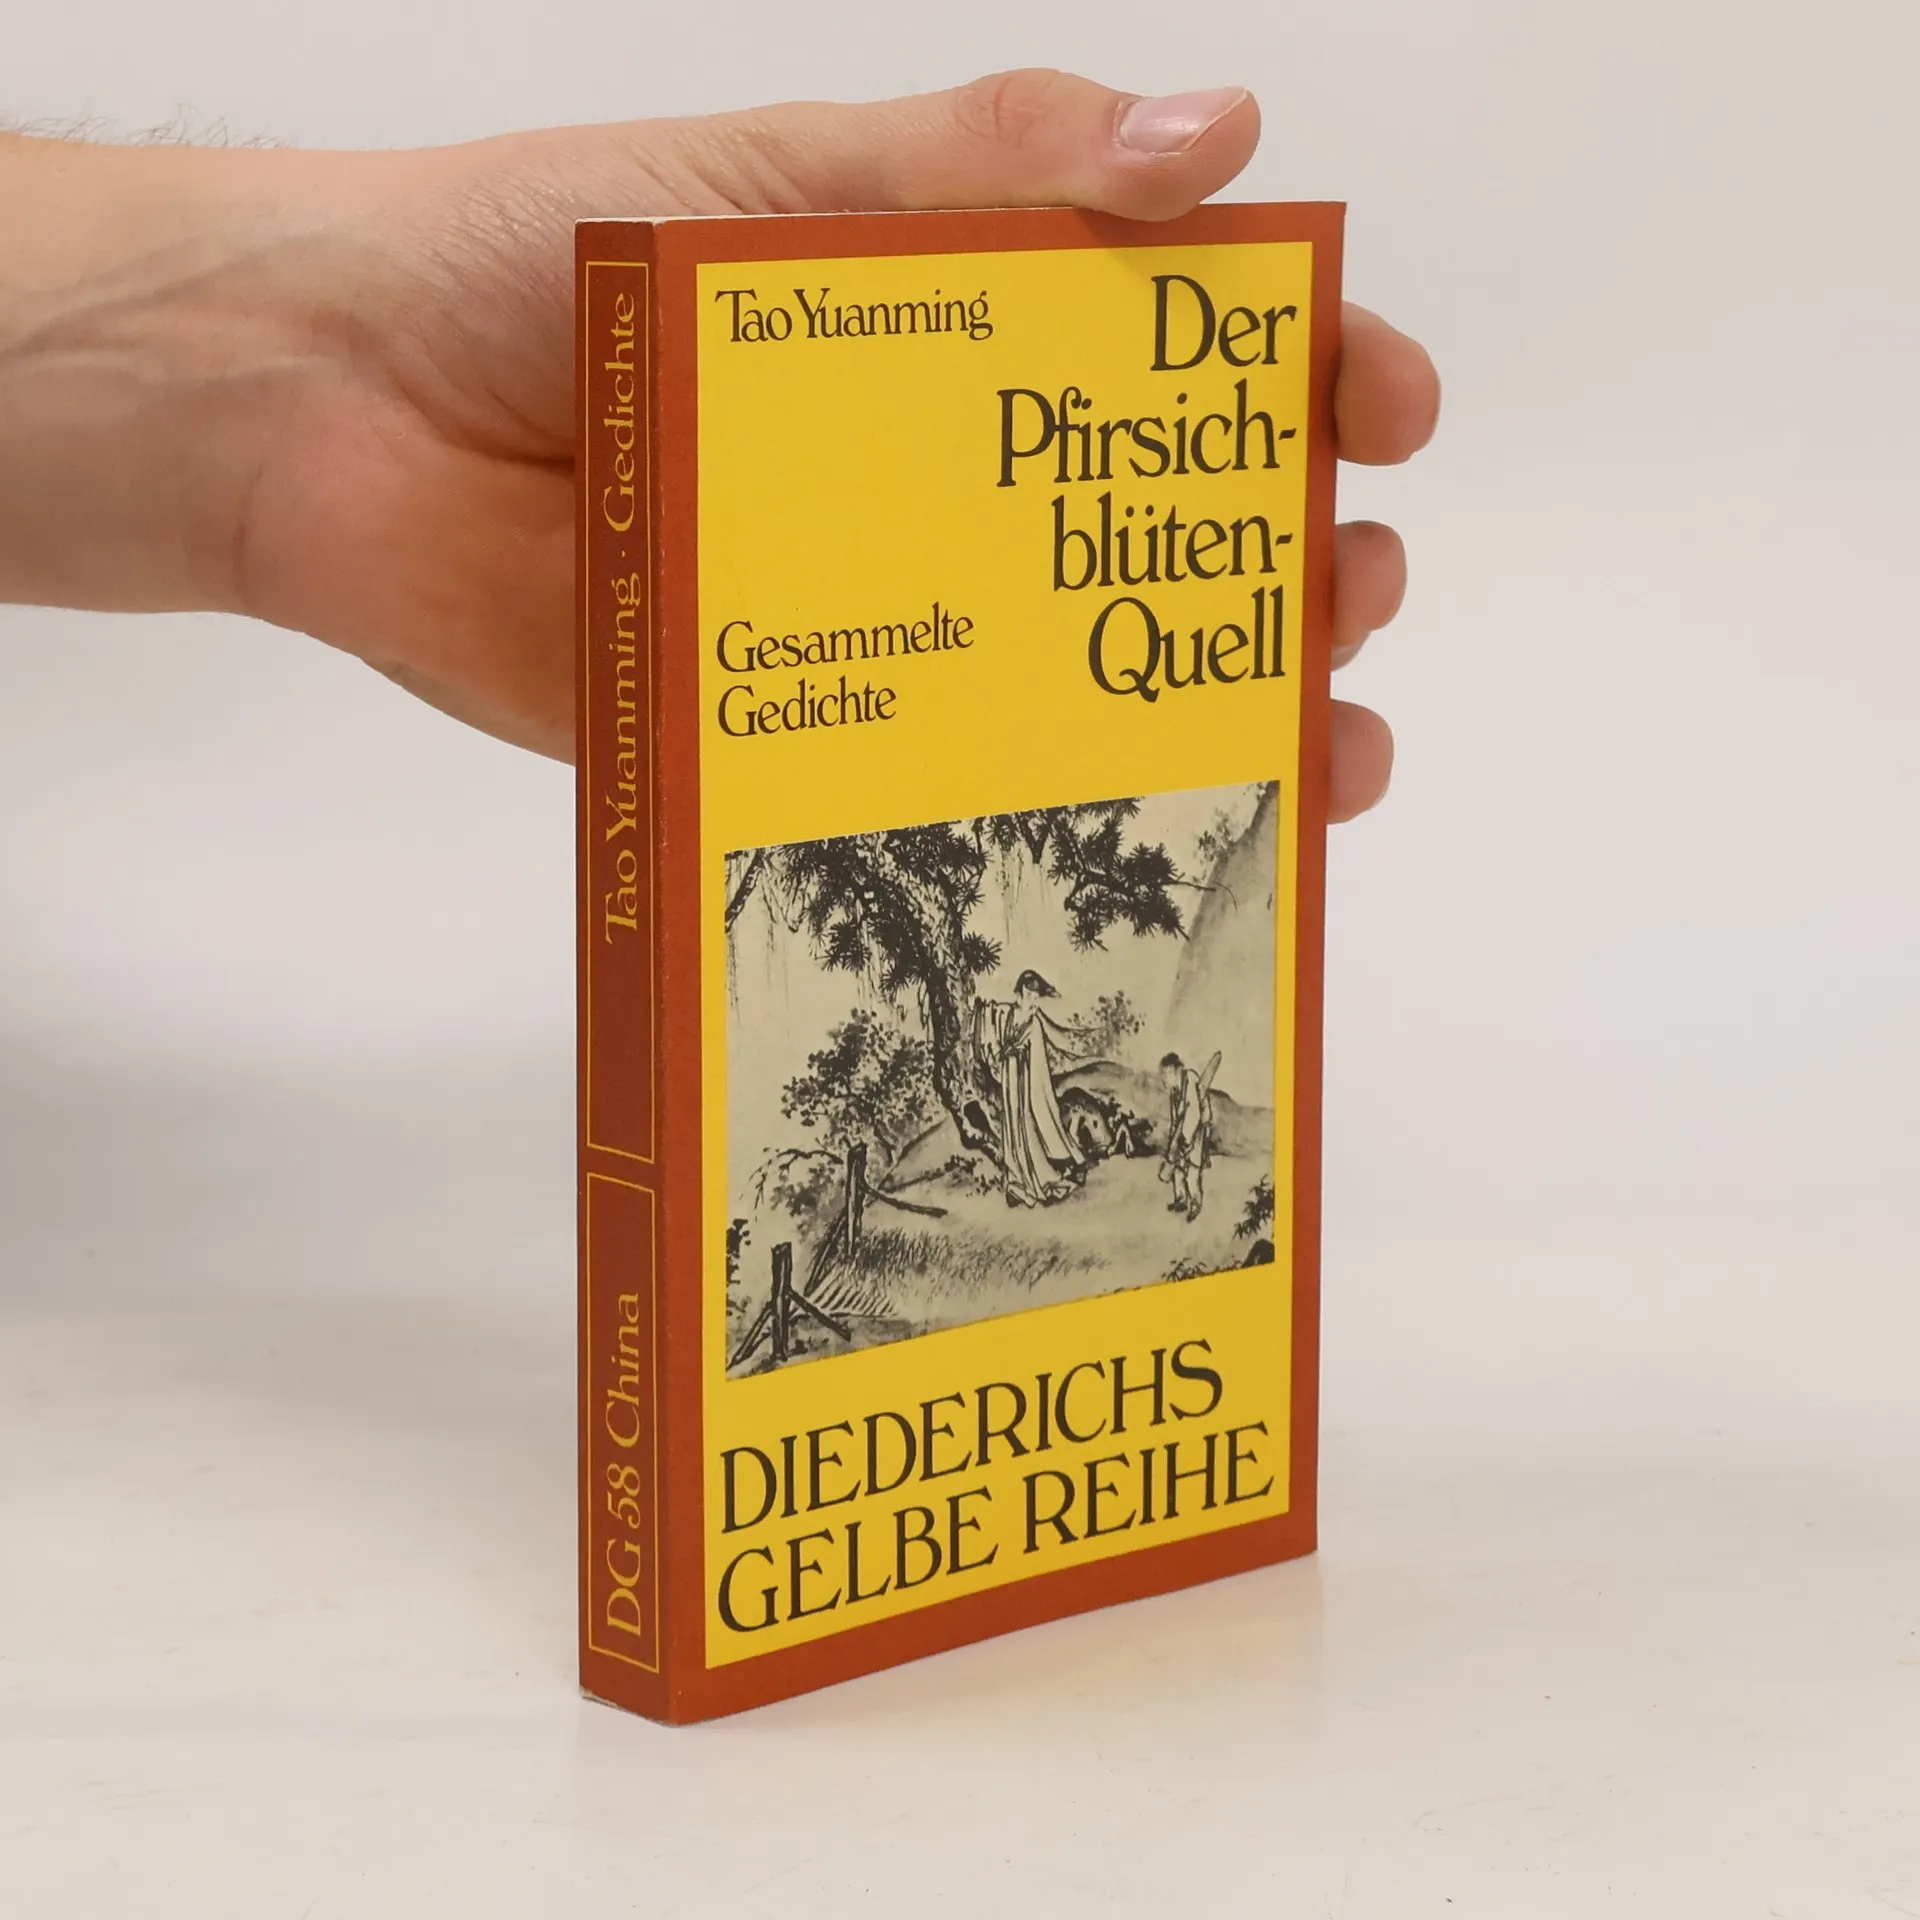 Tao Yuanming · Gedichte
DG 58 China
Tao Yuanming
Der
Pfirsich-
blüten-
Quell
Gesammelte
Gedichte
DIEDERICHS
GELBE REIHE